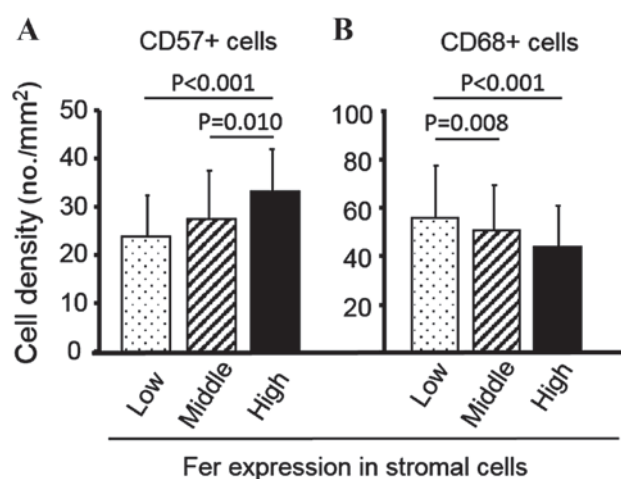 A
CD57+ cells
P<0.001
P=0.010
Cell density (no./mm²)
50
40
30
20
10
0
Low
Middle
High
B
CD68+ cells
P<0.001
P=0.008
100
80
60
40
20
Low
Middle
High
Fer expression in stromal cells